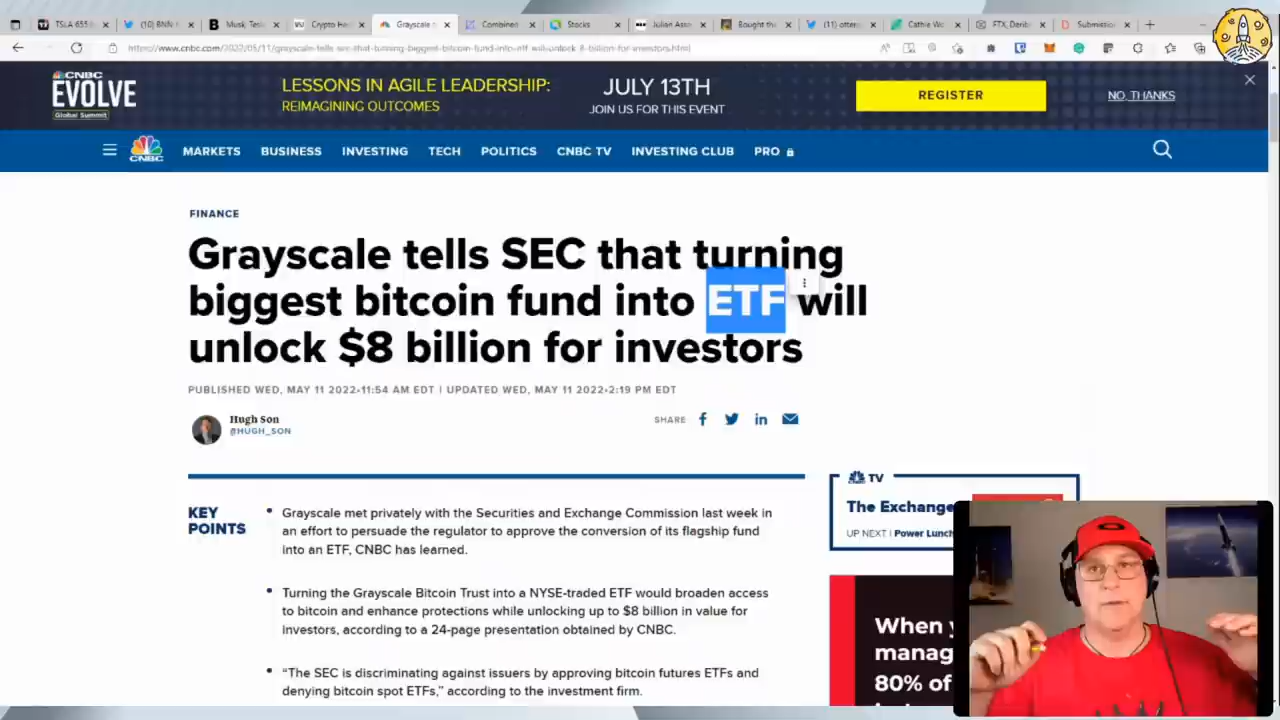 TSLA 655
(10) BNN
Musk, Tesl
Crypto He
Grayscale
Combined
Stocks
Julian Ass
Bought th
(11) otter
Cathie Wo
FTX, Derib
Submissio
https://www.cnbc.com/2022/05/11/grayscale-tells-sec-that-turning-biggest-bitcoin-fund-into-etf-will-unlock-8-billion-for-investors.html
CNBC
EVOLVE
Global Summit
LESSONS IN AGILE LEADERSHIP:
REIMAGINING OUTCOMES
JULY 13TH
JOIN US FOR THIS EVENT
REGISTER
NO, THANKS
CNBC
MARKETS BUSINESS INVESTING TECH POLITICS CNBC TV INVESTING CLUB PRO
FINANCE
Grayscale tells SEC that turning
biggest bitcoin fund into ETF will
unlock $8 billion for investors
PUBLISHED WED, MAY 11 2022•11:54 AM EDT | UPDATED WED, MAY 11 2022•2:19 PM EDT
Hugh Son
@HUGH_SON
SHARE
KEY
POINTS
Grayscale met privately with the Securities and Exchange Commission last week in
an effort to persuade the regulator to approve the conversion of its flagship fund
into an ETF, CNBC has learned.
Turning the Grayscale Bitcoin Trust into a NYSE-traded ETF would broaden access
to bitcoin and enhance protections while unlocking up to $8 billion in value for
investors, according to a 24-page presentation obtained by CNBC.
“The SEC is discriminating against issuers by approving bitcoin futures ETFs and
denying bitcoin spot ETFs,” according to the investment firm.
TV
The Exchange
UP NEXT | Power Lunch
When
manag
80% of